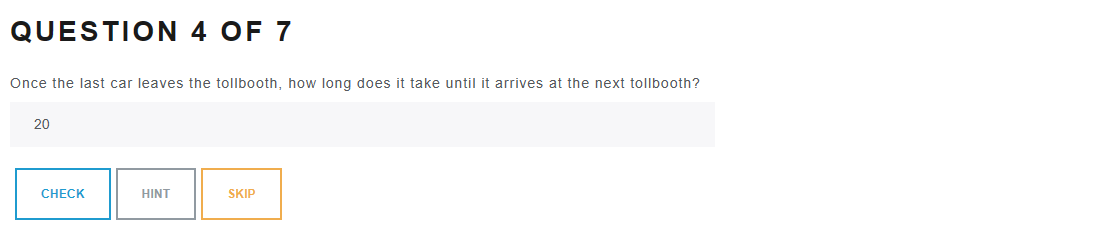 QUESTION 4 OF 7
Once the last car leaves the tollbooth, how long does it take until it arrives at the next tollbooth?
20
CHECK
HINT
SKIP